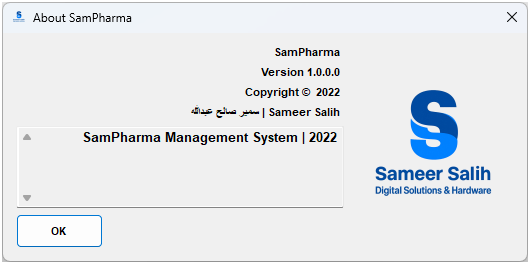 About SamPharma
SamPharma
Version 1.0.0.0
Copyright © 2022
سمير صالح عبدالله | Sameer Salih
SamPharma Management System | 2022
Sameer Salih
Digital Solutions & Hardware
OK